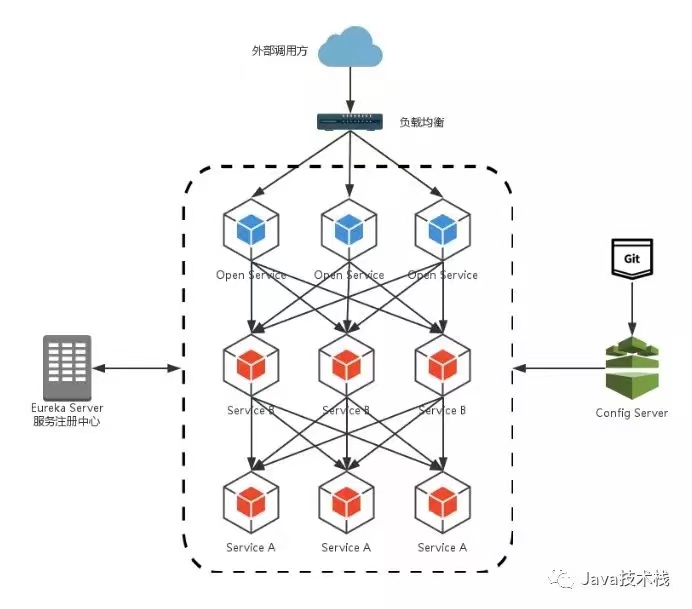 外部调用方
负载均衡
Open Service
Open Service
Open Service
Git
Eureka Server
服务注册中心
Service B
Service B
Service B
Config Server
Service A
Service A
Service A
Java技术栈